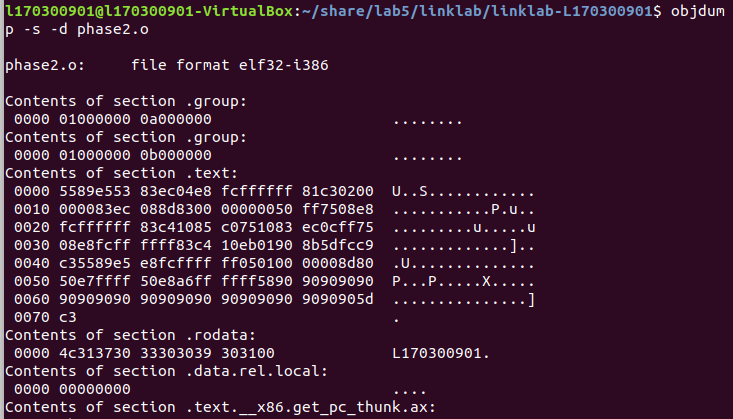 l170300901@l170300901-VirtualBox:~/share/lab5/linklab/linklab-L170300901$ objdum
p -s -d phase2.o

phase2.o:     file format elf32-i386

Contents of section .group:
 0000 01000000 0a000000                    ........
Contents of section .group:
 0000 01000000 0b000000                    ........
Contents of section .text:
 0000 5589e553 83ec04e8 fcffffff 81c30200  U..S............
 0010 000083ec 088d8300 00000050 ff7508e8  ...........P.u..
 0020 fcffffff 83c41085 c0751083 ec0cff75  .........u.....u
 0030 08e8fcff ffff83c4 10eb0190 8b5dfcc9  .............]..
 0040 c35589e5 e8fcffff ff050100 00008d80  .U..............
 0050 50e7ffff 50e8a6ff ffff5890 90909090  P...P.....X.....
 0060 90909090 90909090 90909090 9090905d  ...............]
 0070 c3                                   .
Contents of section .rodata:
 0000 4c313730 33303039 303100             L170300901.
Contents of section .data.rel.local:
 0000 00000000                             ....
Contents of section .text.__x86.get_pc_thunk.ax: